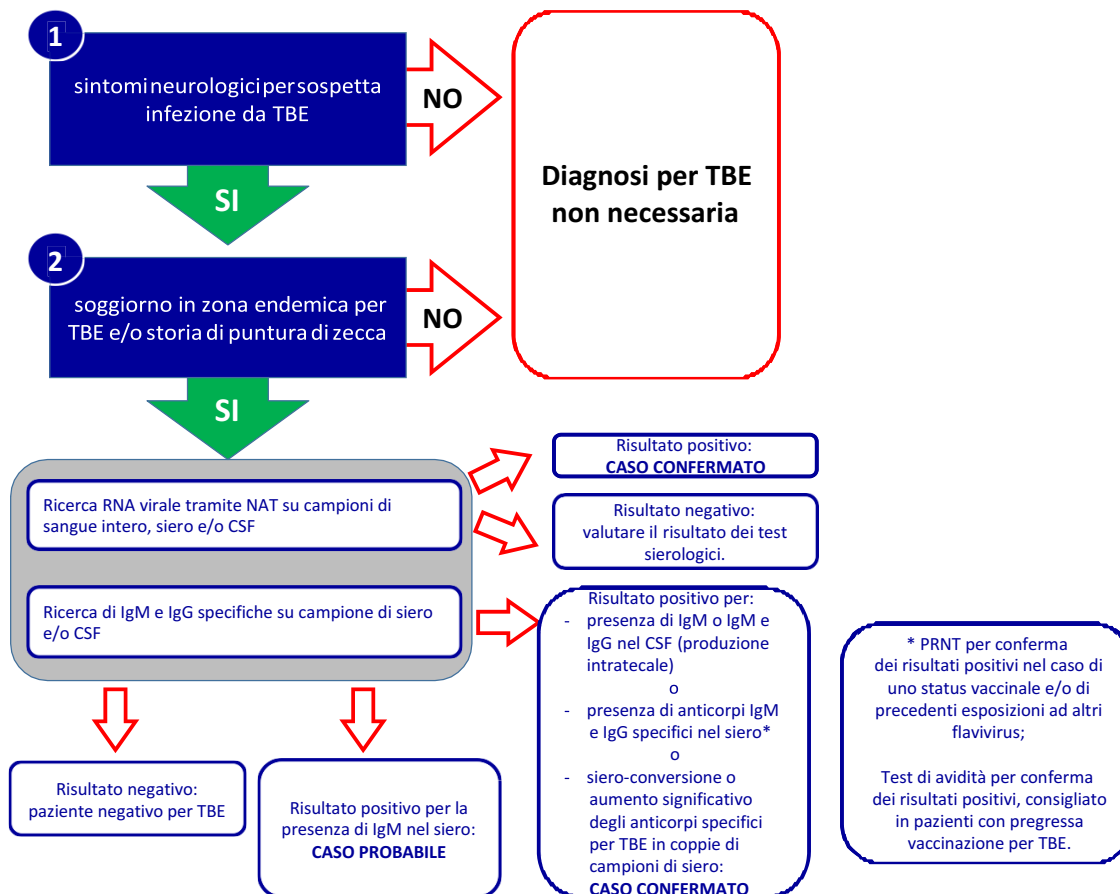 1
sintomi neurologici per sospetta
infezione da TBE
NO
SI
Diagnosi per TBE
non necessaria
2
soggiorno in zona endemica per
TBE e/o storia di puntura di zecca
NO
SI
Ricerca RNA virale tramite NAT su campioni di
sangue intero, siero e/o CSF
Risultato positivo:
CASO CONFERMATO
Risultato negativo:
valutare il risultato dei test
sierologici.
Ricerca di IgM e IgG specifiche su campione di siero
e/o CSF
Risultato positivo per:
- presenza di IgM o IgM e
IgG nel CSF (produzione
intratecale)
o
- presenza di anticorpi IgM
e IgG specifici nel siero*
o
- siero-conversione o
aumento significativo
degli anticorpi specifici
per TBE in coppie di
campioni di siero:
CASO CONFERMATO
* PRNT per conferma
dei risultati positivi nel caso di
uno status vaccinale e/o di
precedenti esposizioni ad altri
flavivirus;
Test di avidità per conferma
dei risultati positivi, consigliato
in pazienti con pregressa
vaccinazione per TBE.
Risultato negativo:
paziente negativo per TBE
Risultato positivo per la
presenza di IgM nel siero:
CASO PROBABILE